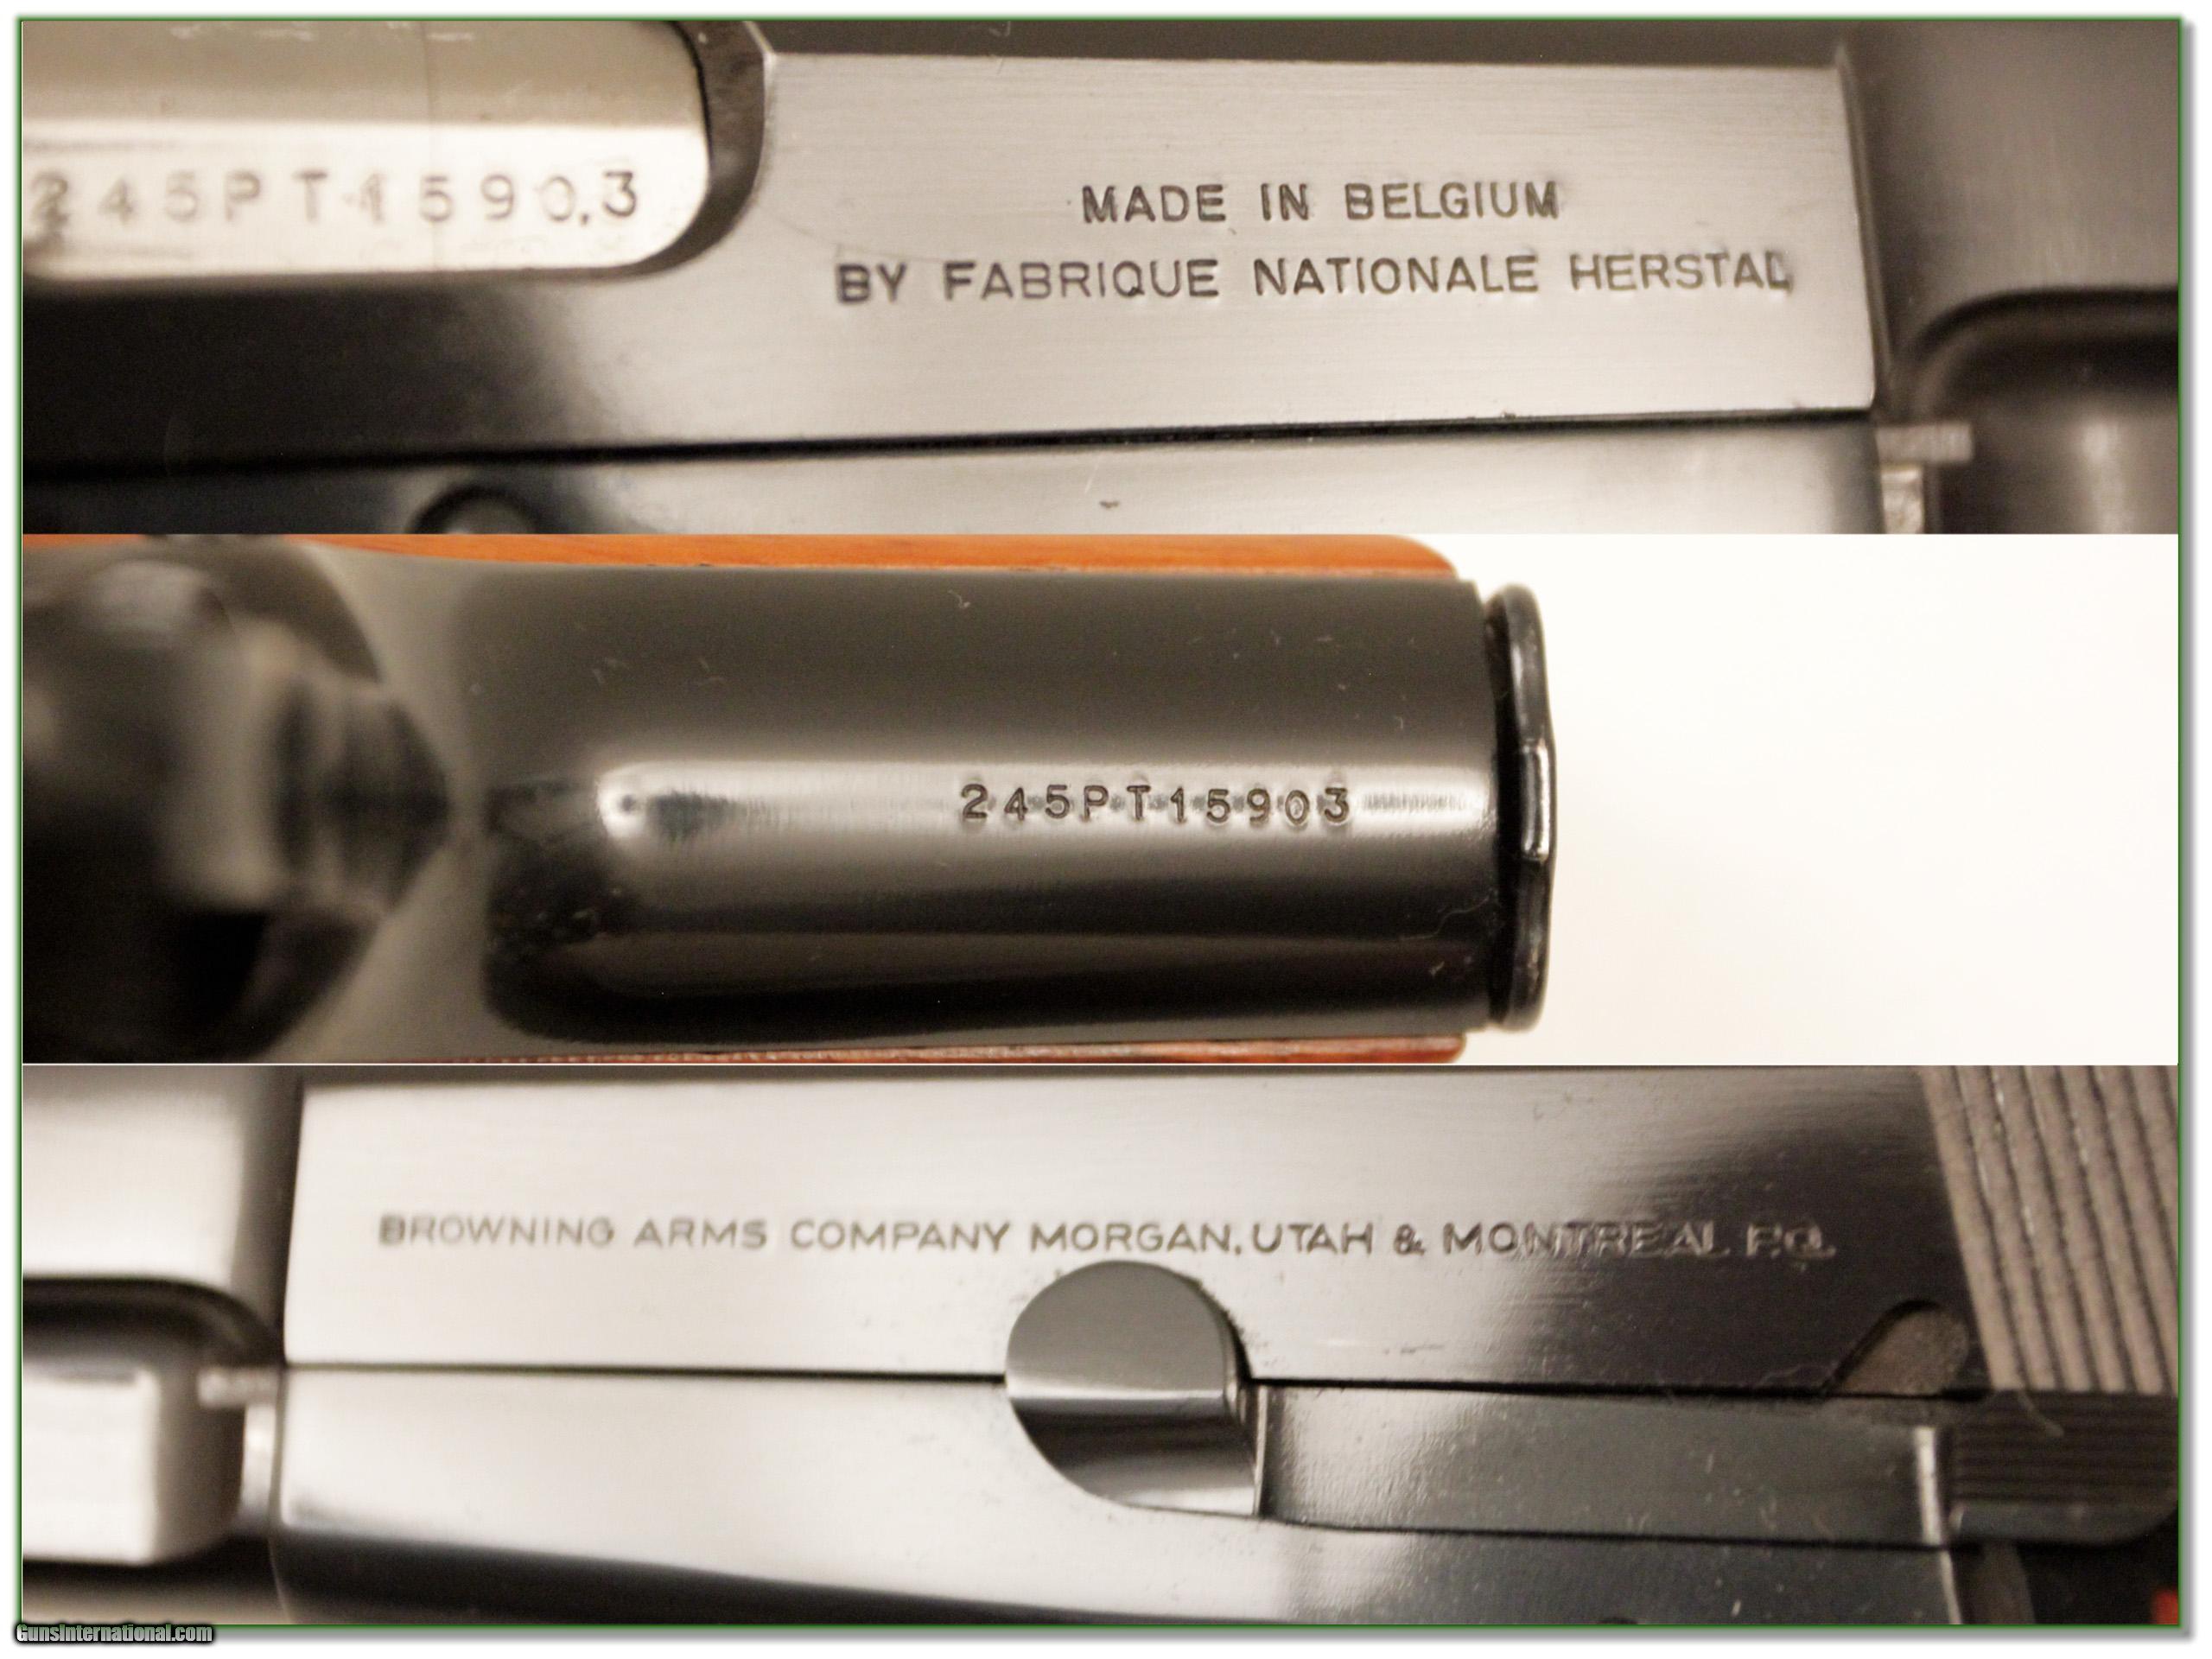 245PT15903
MADE IN BELGIUM
BY FABRIQUE NATIONALE HERSTAL
245PT15903
BROWNING ARMS COMPANY MORGAN, UTAH & MONTREAL P.Q.
GunsInternational.com